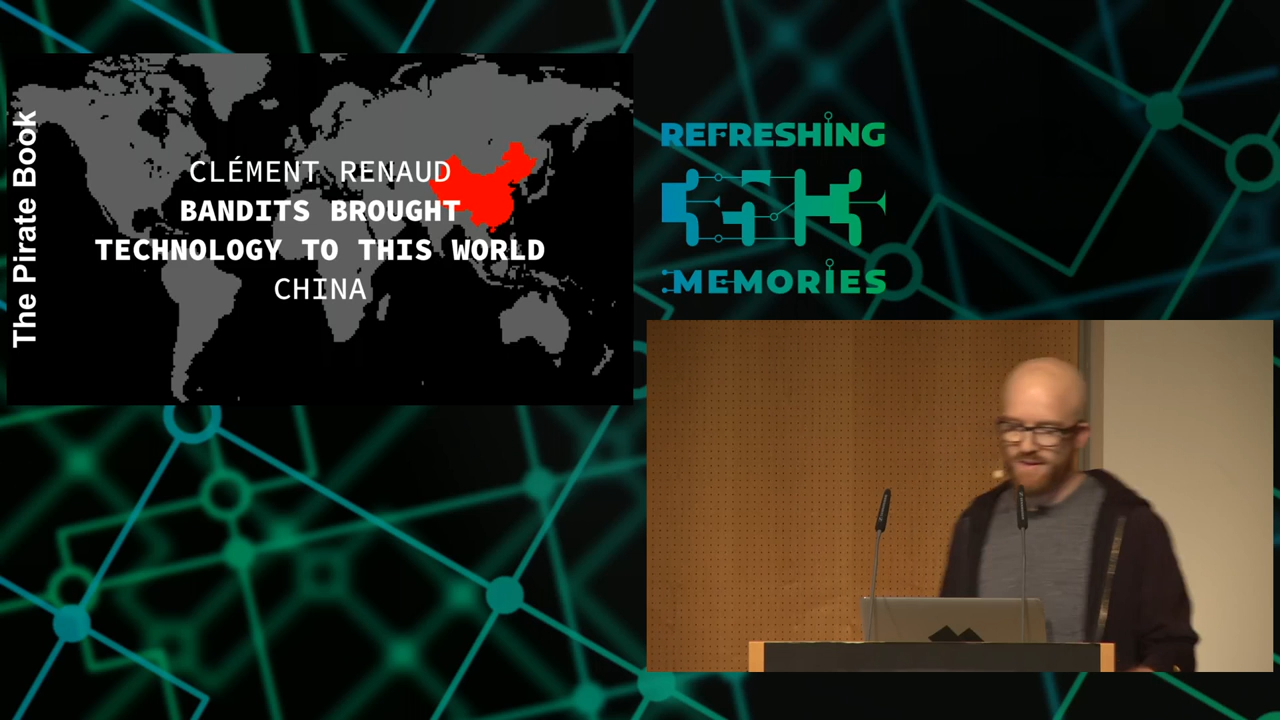 The Pirate Book
CLÉMENT RENAUD
BANDITS BROUGHT
TECHNOLOGY TO THIS WORLD
CHINA
REFRESHING
MEMORIES